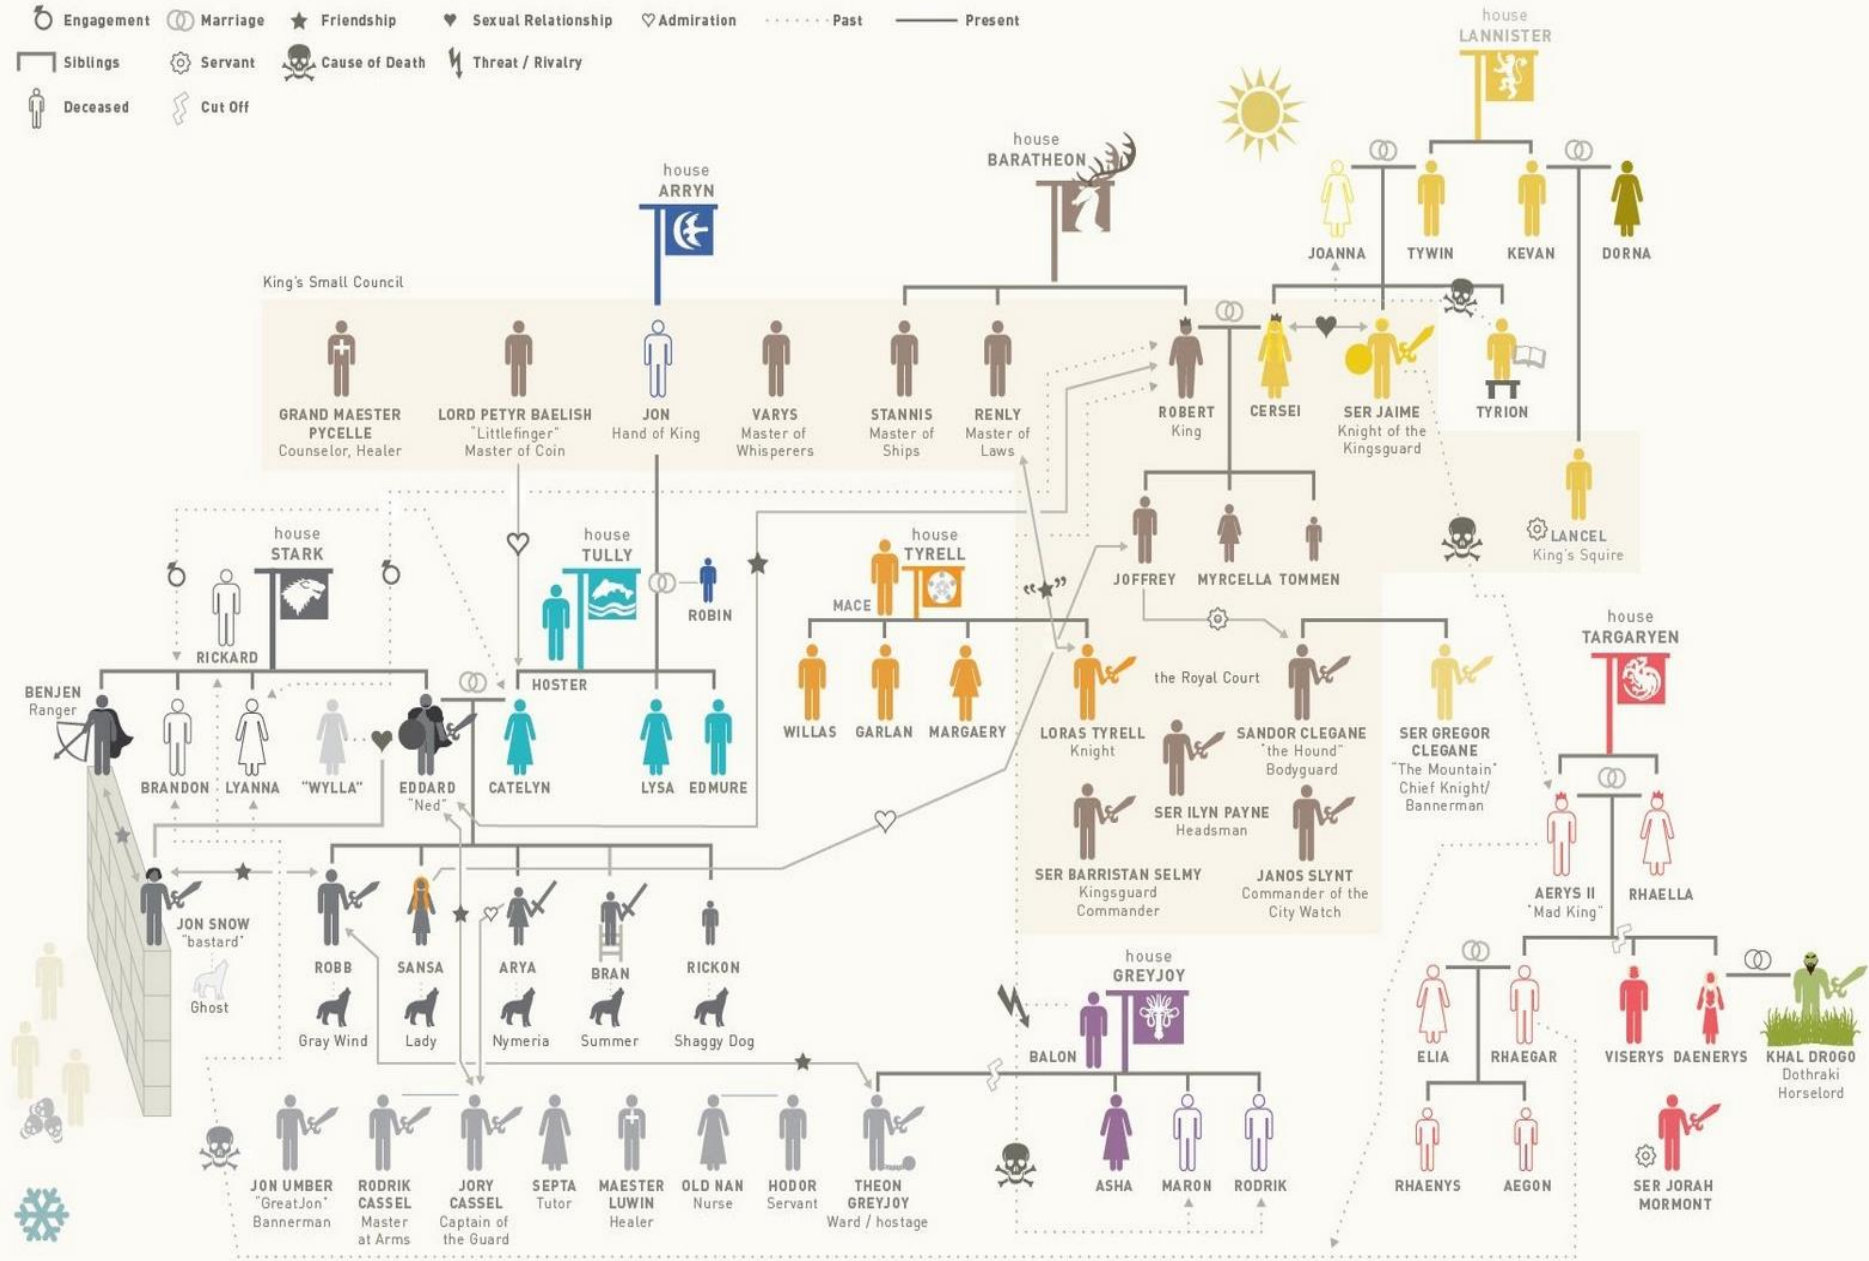 Engagement
Marriage
Friendship
Sexual Relationship
Admiration
Past
Present
Siblings
Servant
Cause of Death
Threat / Rivalry
Deceased
Cut Off
house
LANNISTER
house
BARATHEON
house
ARRYN
JOANNA
TYWIN
KEVAN
DORNA
King's Small Council
GRAND MAESTER
PYCELLE
Counselor, Healer
LORD PETYR BAELISH
"Littlefinger"
Master of Coin
JON
Hand of King
VARYS
Master of
Whisperers
STANNIS
Master of
Ships
RENLY
Master of
Laws
ROBERT
King
CERSEI
SER JAIME
Knight of the
Kingsguard
TYRION
LANCEL
King's Squire
house
STARK
house
TULLY
house
TYRELL
RICKARD
HOSTER
ROBIN
MACE
JOFFREY
MYRCELLA
TOMMEN
" "
house
TARGARYEN
BENJEN
Ranger
BRANDON
LYANNA
"WYLLA"
EDDARD
"Ned"
CATELYN
LYSA
EDMURE
WILLAS
GARLAN
MARGAERY
LORAS TYRELL
Knight
the Royal Court
SANDOR CLEGANE
"the Hound"
Bodyguard
SER GREGOR
CLEGANE
"The Mountain"
Chief Knight/
Bannerman
SER ILYN PAYNE
Headsman
SER BARRISTAN SELMY
Kingsguard
Commander
JANOS SLYNT
Commander of the
City Watch
AERYS II
"Mad King"
RHAELLA
JON SNOW
"bastard"
Ghost
ROBB
SANSA
ARYA
BRAN
RICKON
Gray Wind
Lady
Nymeria
Summer
Shaggy Dog
house
GREYJOY
BALON
ELIA
RHAEGAR
VISERYS
DAENERYS
KHAL DROGO
Dothraki
Horselord
JON UMBER
"GreatJon"
Bannerman
RODRIK
CASSEL
Master
at Arms
JORY
CASSEL
Captain of
the Guard
SEPTA
Tutor
MAESTER
LUWIN
Healer
OLD NAN
Nurse
HODOR
Servant
THEON
GREYJOY
Ward / hostage
ASHA
MARON
RODRIK
RHAENYS
AEGON
SER JORAH
MORMONT